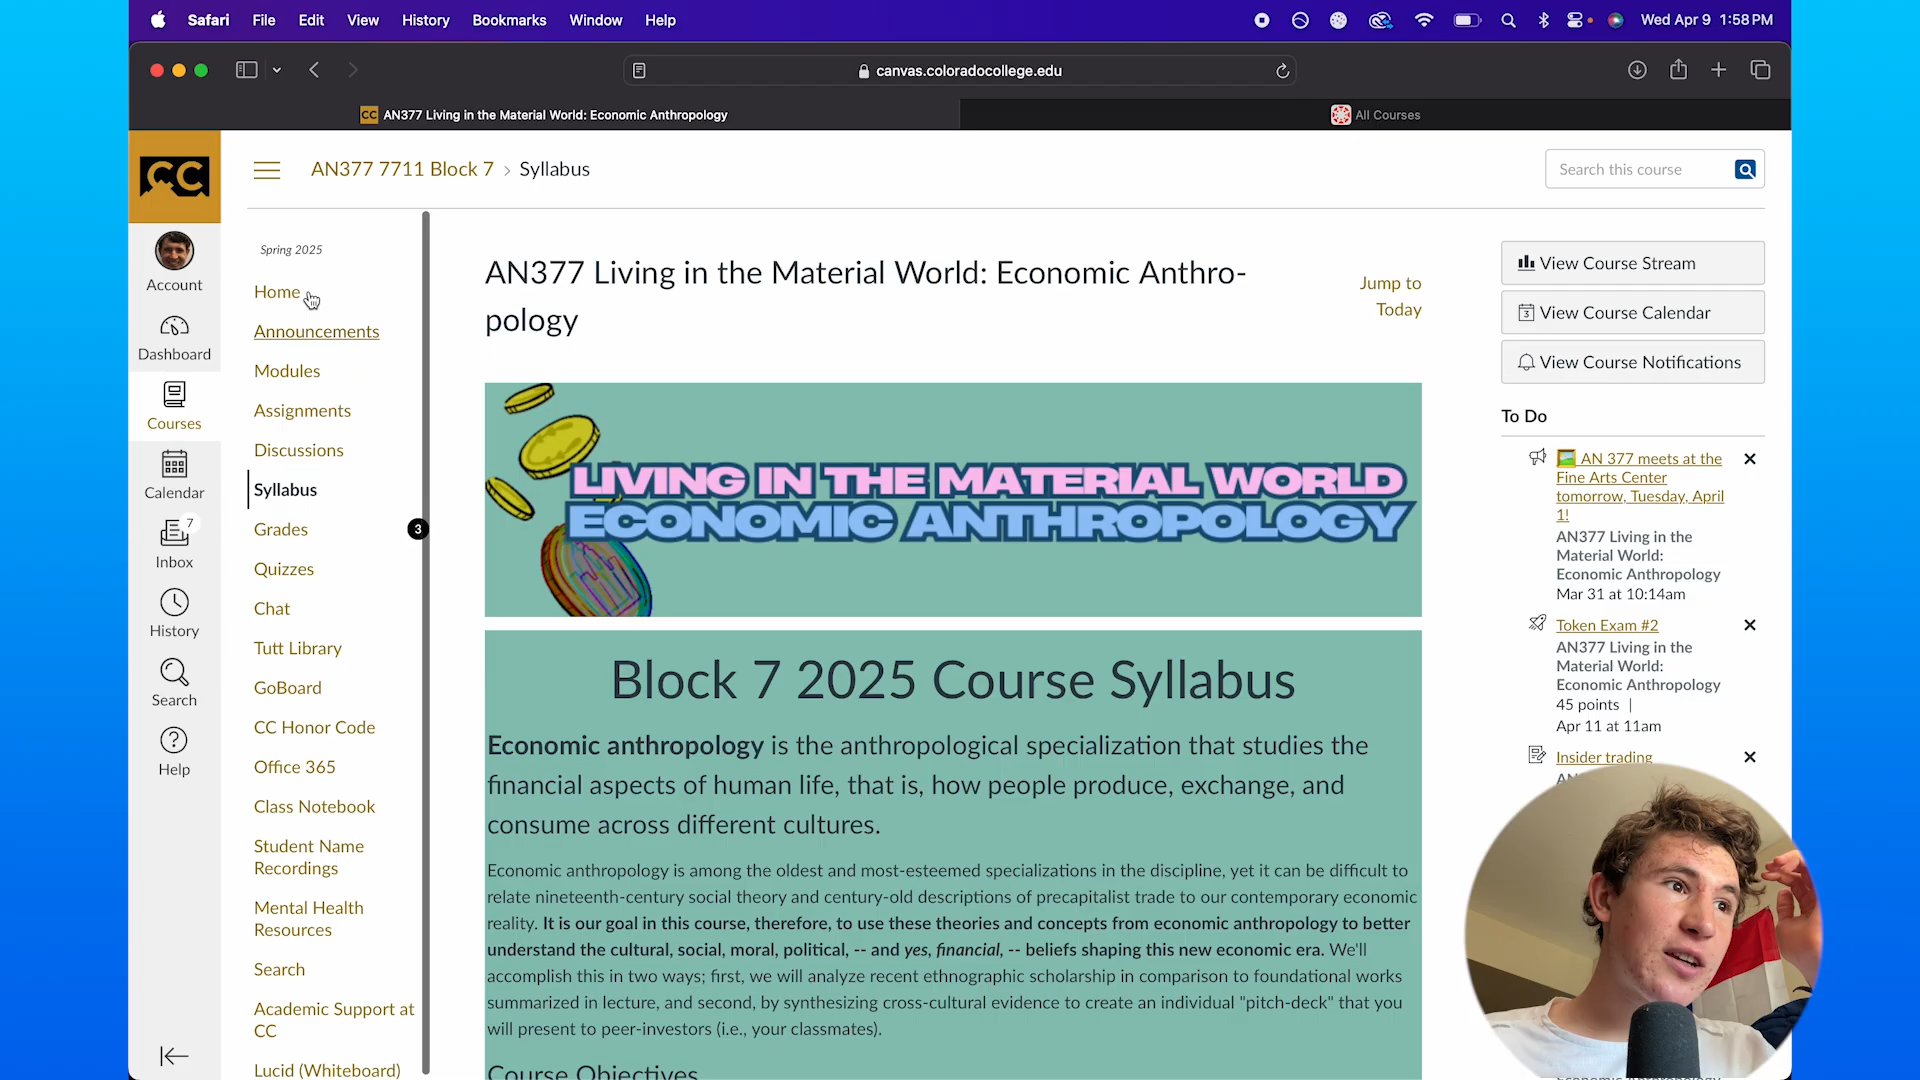 Safari File Edit View History Bookmarks Window Help
Wed Apr 9 1:58 PM
canvas.coloradocollege.edu
CC AN377 Living in the Material World: Economic Anthropology
All Courses
CC
Account
Dashboard
Courses
Calendar
7
Inbox
History
Search
Help
AN377 7711 Block 7 › Syllabus
Search this course
Spring 2025
Home
Announcements
Modules
Assignments
Discussions
Syllabus
Grades
3
Quizzes
Chat
Tutt Library
GoBoard
CC Honor Code
Office 365
Class Notebook
Student Name
Recordings
Mental Health
Resources
Search
Academic Support at
CC
Lucid (Whiteboard)
AN377 Living in the Material World: Economic Anthro-
pology
Jump to
Today
LIVING IN THE MATERIAL WORLD
ECONOMIC ANTHROPOLOGY
Block 7 2025 Course Syllabus
Economic anthropology is the anthropological specialization that studies the
financial aspects of human life, that is, how people produce, exchange, and
consume across different cultures.
Economic anthropology is among the oldest and most-esteemed specializations in the discipline, yet it can be difficult to
relate nineteenth-century social theory and century-old descriptions of precapitalist trade to our contemporary economic
reality. It is our goal in this course, therefore, to use these theories and concepts from economic anthropology to better
understand the cultural, social, moral, political, -- and yes, financial, -- beliefs shaping this new economic era. We'll
accomplish this in two ways; first, we will analyze recent ethnographic scholarship in comparison to foundational works
summarized in lecture, and second, by synthesizing cross-cultural evidence to create an individual "pitch-deck" that you
will present to peer-investors (i.e., your classmates).
Course Objectives
View Course Stream
3 View Course Calendar
View Course Notifications
To Do
AN 377 meets at the
Fine Arts Center
tomorrow, Tuesday, April
1!
AN377 Living in the
Material World:
Economic Anthropology
Mar 31 at 10:14am
Token Exam #2
AN377 Living in the
Material World:
Economic Anthropology
45 points |
Apr 11 at 11am
Insider trading